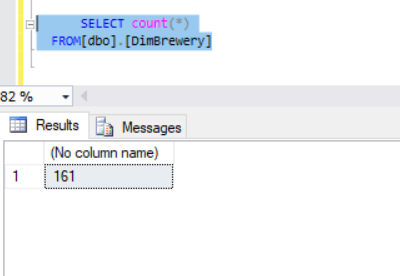 SELECT count(*)
FROM[dbo].[DimBrewery]
82 %
Results Messages
(No column name)
1 161